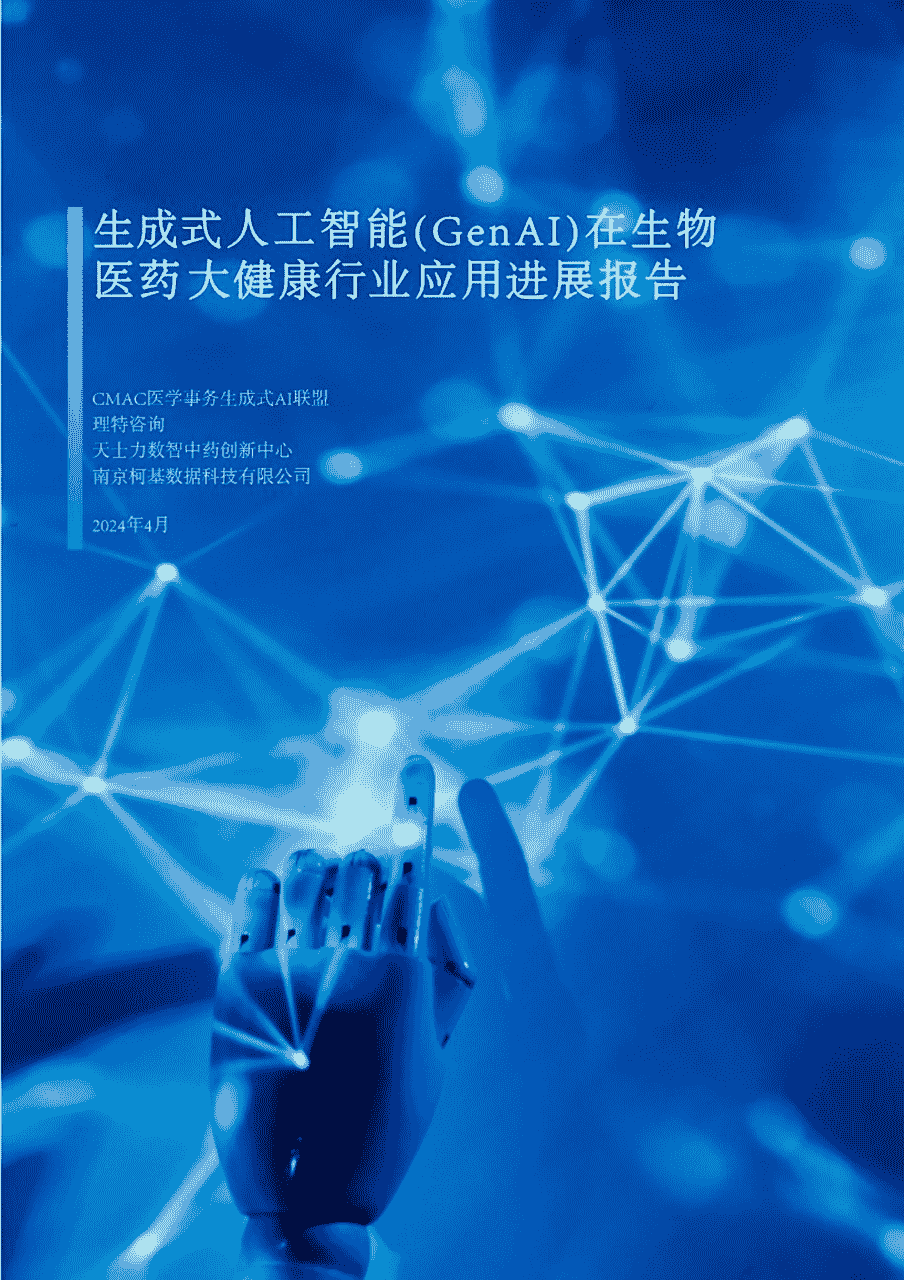 生成式人工智能(GenAI)在生物
医药大健康行业应用进展报告
CMAC医学事务生成式AI联盟
理特咨询
天士力数智中药创新中心
南京柯基数据科技有限公司
2024年4月